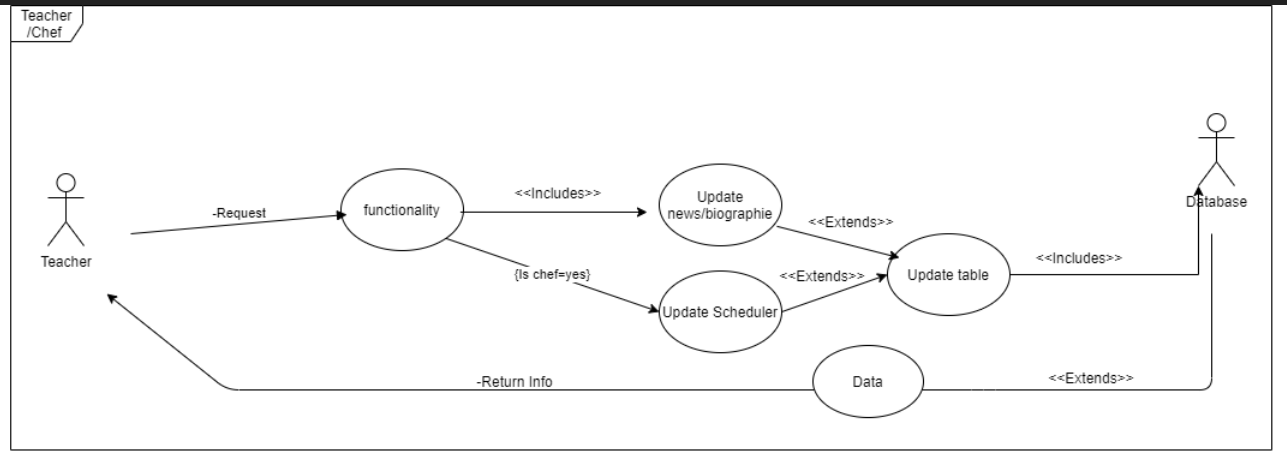 Teacher
/Chef
Teacher
-Request
functionality
<<Includes>>
{Is chef=yes}
Update
news/biographie
Update Scheduler
<<Extends>>
<<Extends>>
Update table
<<Includes>>
Database
-Return Info
Data
<<Extends>>